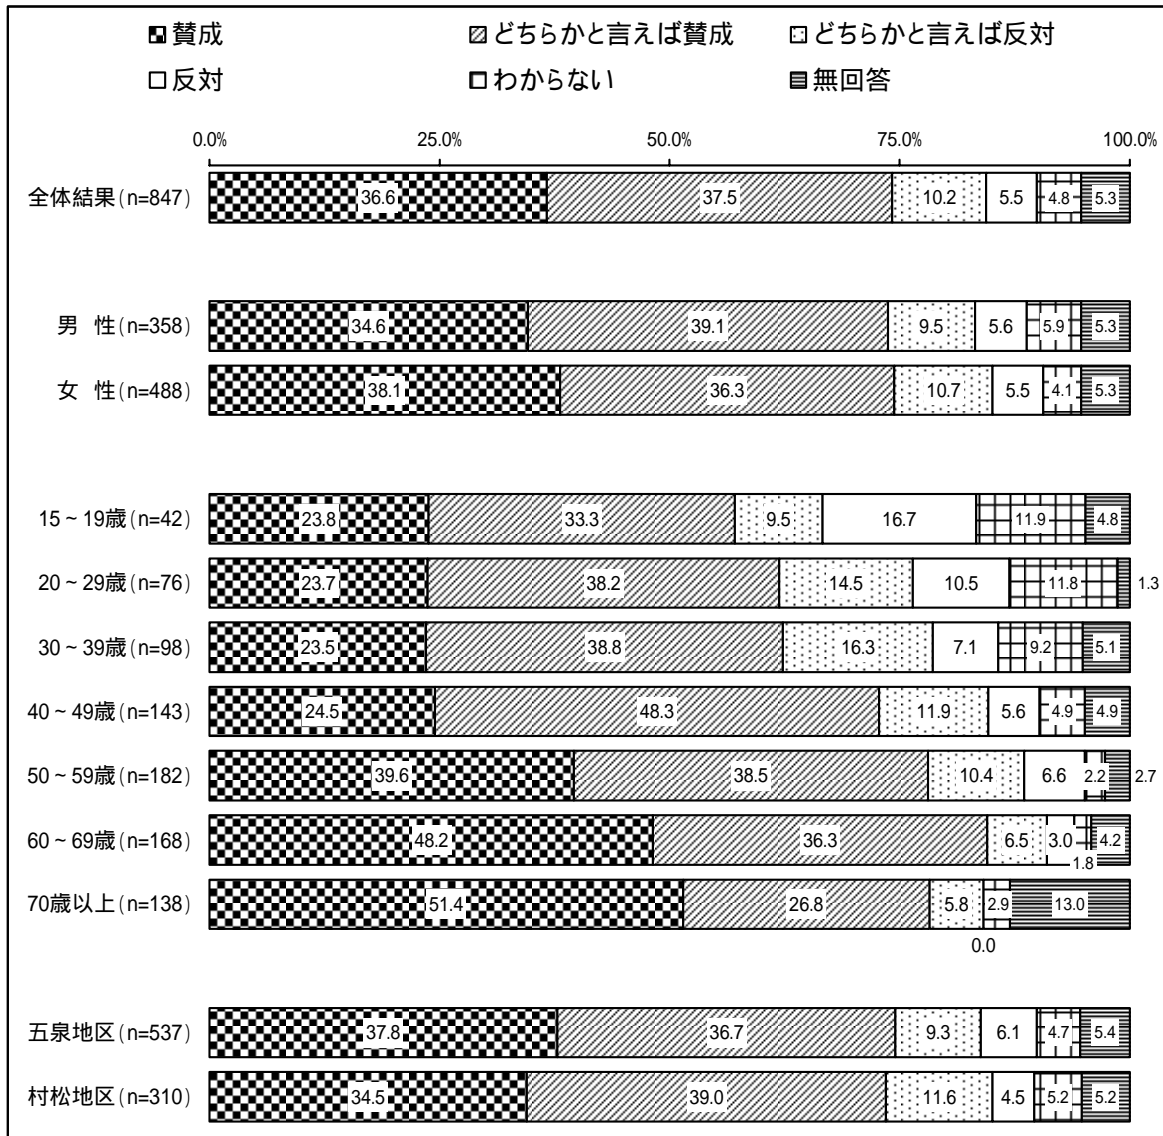 賛成 どちらかと言えば賛成 どちらかと言えば反対
反対 わからない 無回答
0.0% 25.0% 50.0% 75.0% 100.0%
全体結果(n=847) 36.6 37.5 10.2 5.5 4.8 5.3
男 性(n=358) 34.6 39.1 9.5 5.6 5.9 5.3
女 性(n=488) 38.1 36.3 10.7 5.5 4.1 5.3
15~19歳(n=42) 23.8 33.3 9.5 16.7 11.9 4.8
20~29歳(n=76) 23.7 38.2 14.5 10.5 11.8 1.3
30~39歳(n=98) 23.5 38.8 16.3 7.1 9.2 5.1
40~49歳(n=143) 24.5 48.3 11.9 5.6 4.9 4.9
50~59歳(n=182) 39.6 38.5 10.4 6.6 2.2 2.7
60~69歳(n=168) 48.2 36.3 6.5 3.0 1.8 4.2
70歳以上(n=138) 51.4 26.8 5.8 0.0 2.9 13.0
五泉地区(n=537) 37.8 36.7 9.3 6.1 4.7 5.4
村松地区(n=310) 34.5 39.0 11.6 4.5 5.2 5.2